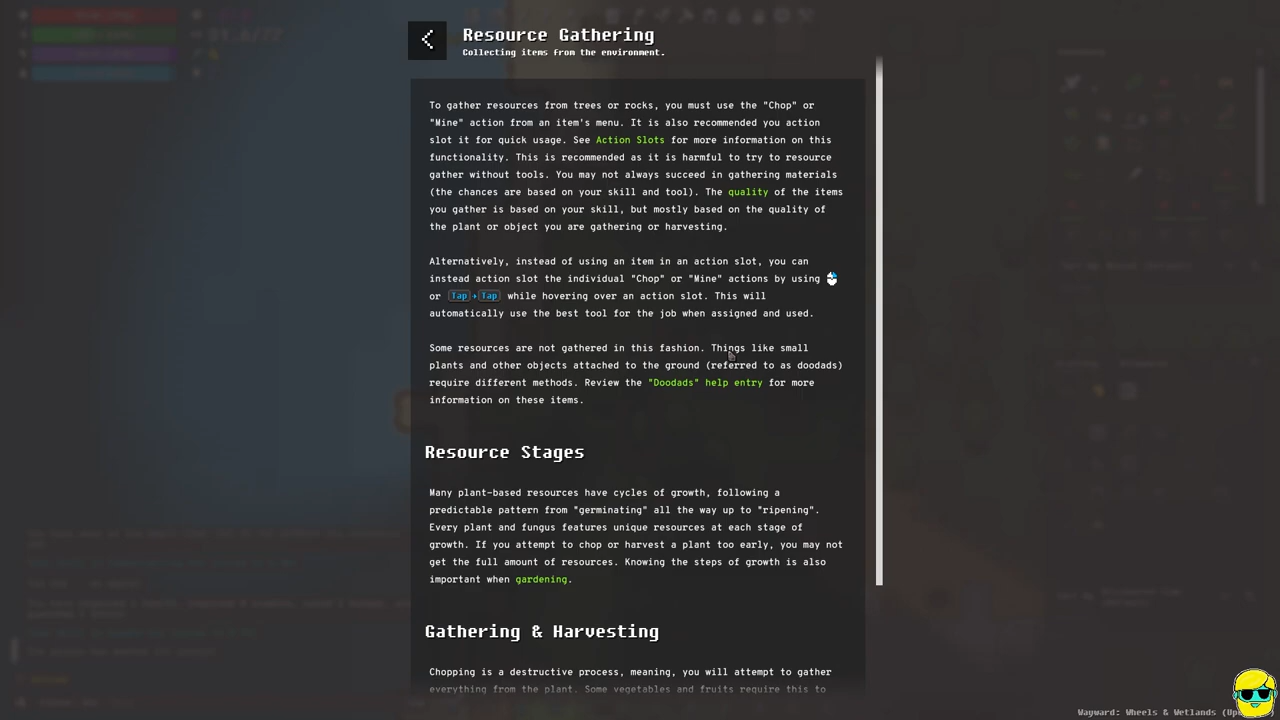 Resource Gathering
Collecting items from the environment.
To gather resources from trees or rocks, you must use the "Chop" or
"Mine" action from an item's menu. It is also recommended you action
slot it for quick usage. See Action Slots for more information on this
functionality. This is recommended as it is harmful to try to resource
gather without tools. You may not always succeed in gathering materials
(the chances are based on your skill and tool). The quality of the items
you gather is based on your skill, but mostly based on the quality of
the plant or object you are gathering or harvesting.
Alternatively, instead of using an item in an action slot, you can
instead action slot the individual "Chop" or "Mine" actions by using
or Tap+Tap while hovering over an action slot. This will
automatically use the best tool for the job when assigned and used.
Some resources are not gathered in this fashion. Things like small
plants and other objects attached to the ground (referred to as doodads)
require different methods. Review the "Doodads" help entry for more
information on these items.
Resource Stages
Many plant-based resources have cycles of growth, following a
predictable pattern from "germinating" all the way up to "ripening".
Every plant and fungus features unique resources at each stage of
growth. If you attempt to chop or harvest a plant too early, you may not
get the full amount of resources. Knowing the steps of growth is also
important when gardening.
Gathering & Harvesting
Chopping is a destructive process, meaning, you will attempt to gather
everything from the plant. Some vegetables and fruits require this to
Wayward: Wheels & Wetlands